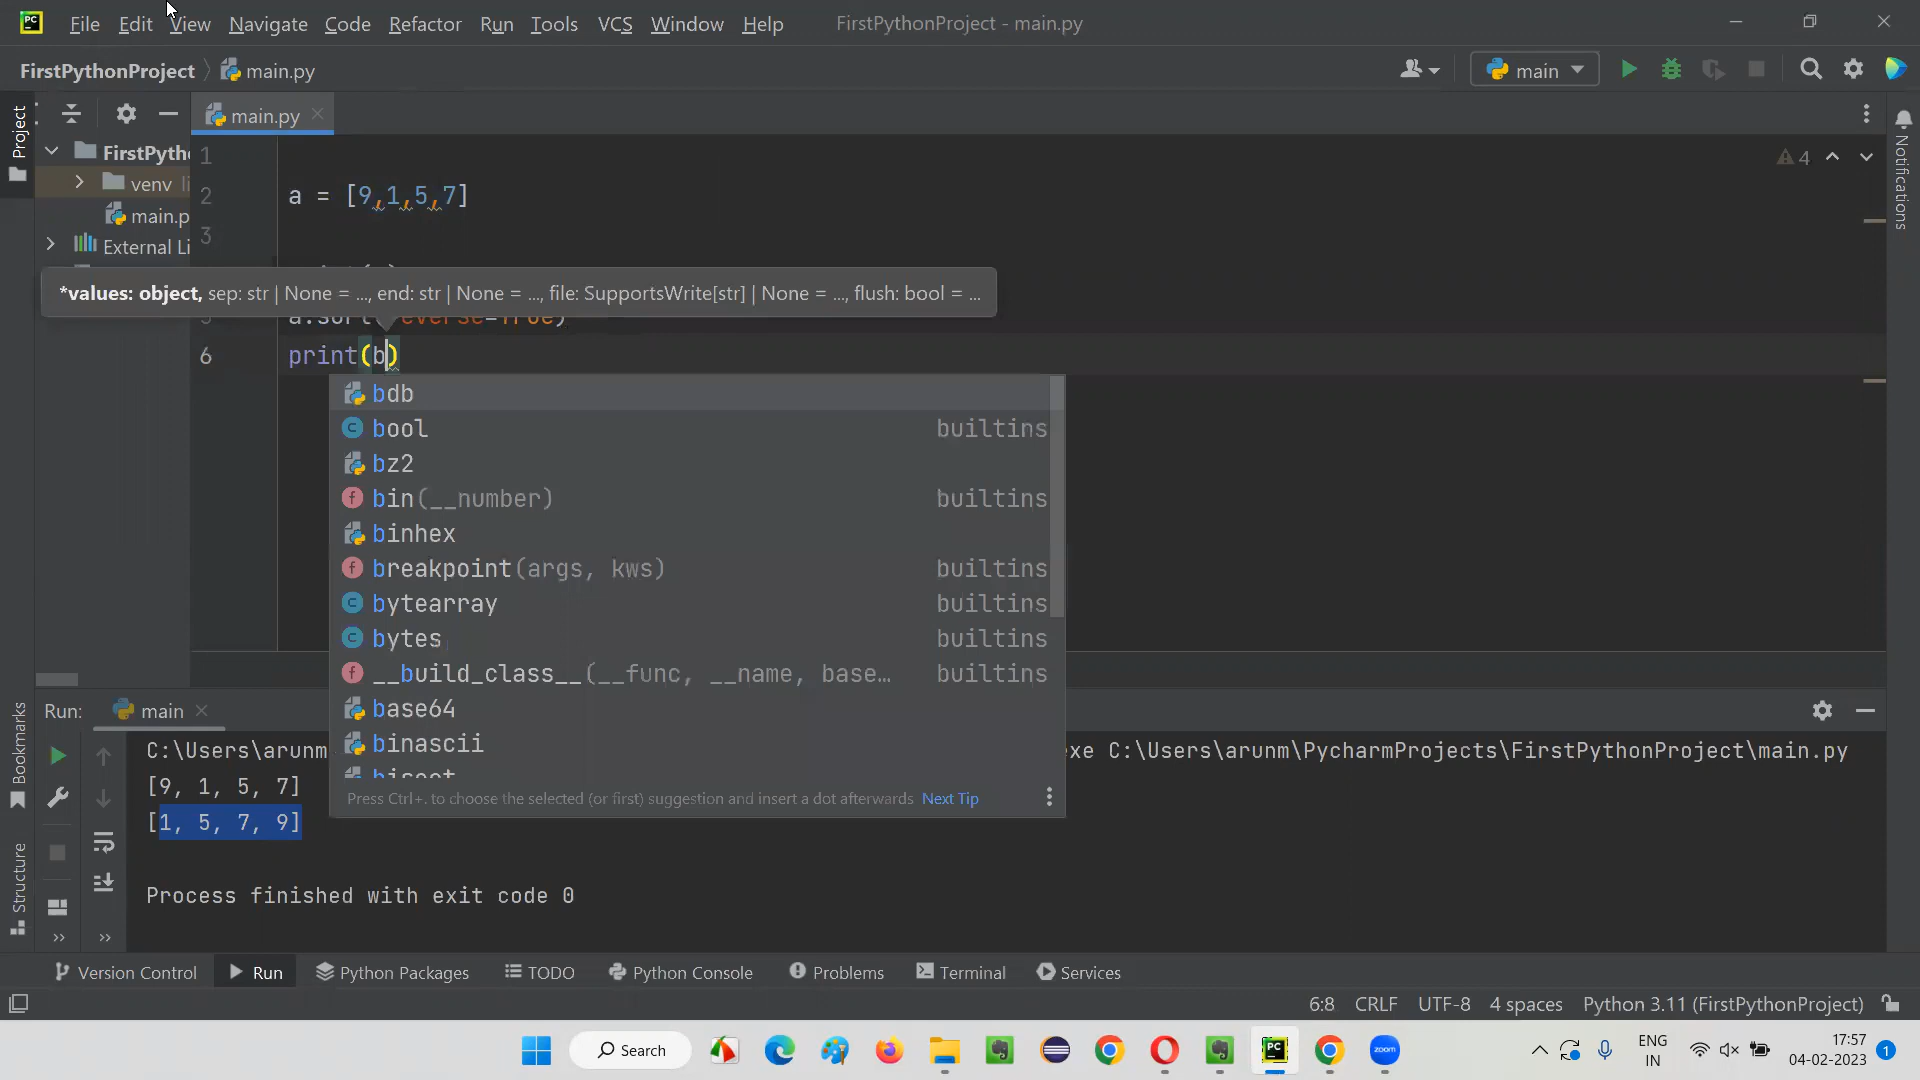 PC File Edit View Navigate Code Refactor Run Tools VCS Window Help FirstPythonProject - main.py
FirstPythonProject main.py main
Project main.py
FirstPyth
1 4
venv li
2 a = [9,1,5,7]
main.p
3
External Li
*values: object, sep: str | None = ..., end: str | None = ..., file: SupportsWrite[str] | None = ..., flush: bool = ...
6 print(b)
bdb
bool builtins
bz2
bin(__number) builtins
binhex
breakpoint(args, kws) builtins
bytearray builtins
bytes builtins
__build_class__(__func, __name, base… builtins
base64
binascii
Press Ctrl+. to choose the selected (or first) suggestion and insert a dot afterwards Next Tip
Notifications
Bookmarks
Structure
Run: main
C:\Users\arunm xe C:\Users\arunm\PycharmProjects\FirstPythonProject\main.py
[9, 1, 5, 7]
[1, 5, 7, 9]
Process finished with exit code 0
Version Control Run Python Packages TODO Python Console Problems Terminal Services
6:8 CRLF UTF-8 4 spaces Python 3.11 (FirstPythonProject)
Search PC zoom ENG 17:57
IN 04-02-2023 1